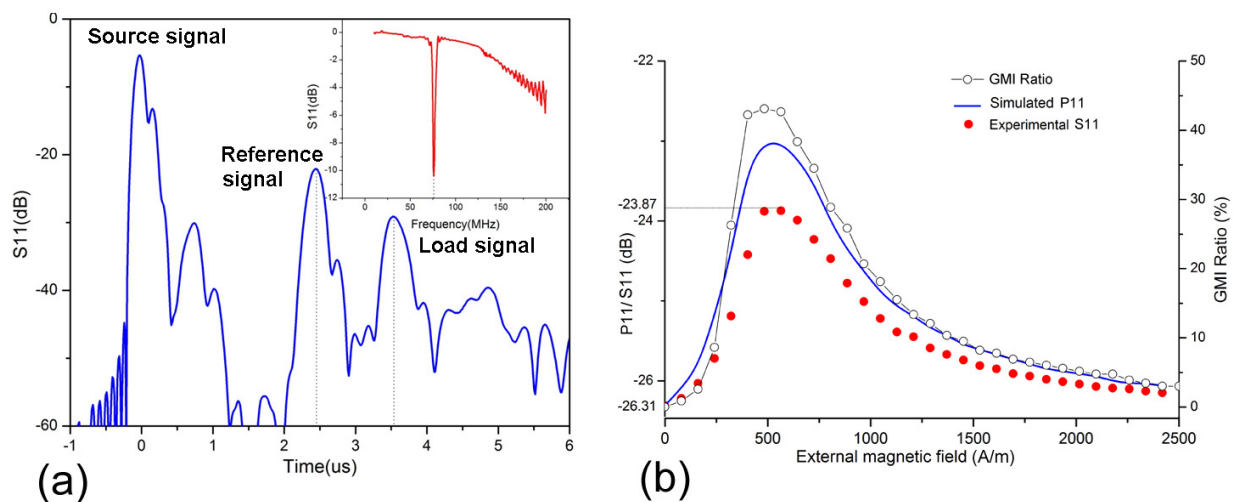 0
-20
-40
-60
S11(dB)
-1
0
1
2
3
4
5
6
Time(us)
Source signal
Reference
signal
Load signal
0
-2
-4
-6
-8
-10
-12
S11(dB)
0
50
100
150
200
Frequency(MHz)
(a)
-22
-23.87
-24
-26
-26.31
P11/ S11 (dB)
GMI Ratio
Simulated P11
Experimental S11
50
40
30
20
10
0
GMI Ratio (%)
0
500
1000
1500
2000
2500
External magnetic field (A/m)
(b)